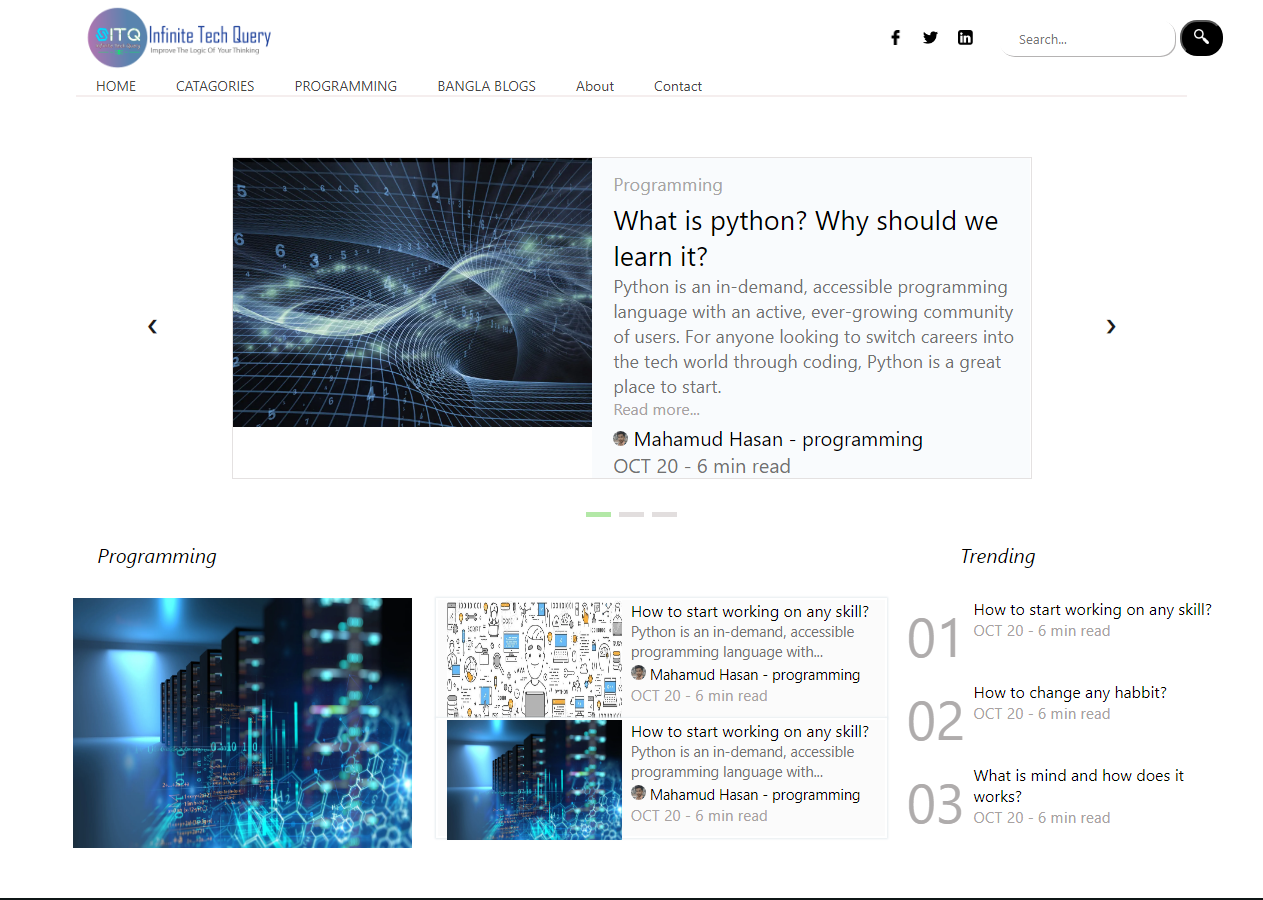 ITQ
Infinite Tech Query
Improve The Logic Of Your Thinking
Search...
HOME CATAGORIES PROGRAMMING BANGLA BLOGS About Contact
Programming
What is python? Why should we
learn it?
Python is an in-demand, accessible programming
language with an active, ever-growing community
of users. For anyone looking to switch careers into
the tech world through coding, Python is a great
place to start.
Read more...
Mahamud Hasan - programming
OCT 20 - 6 min read
Programming
How to start working on any skill?
Python is an in-demand, accessible
programming language with...
Mahamud Hasan - programming
OCT 20 - 6 min read
How to start working on any skill?
Python is an in-demand, accessible
programming language with...
Mahamud Hasan - programming
OCT 20 - 6 min read
Trending
01
How to start working on any skill?
OCT 20 - 6 min read
02
How to change any habbit?
OCT 20 - 6 min read
03
What is mind and how does it
works?
OCT 20 - 6 min read